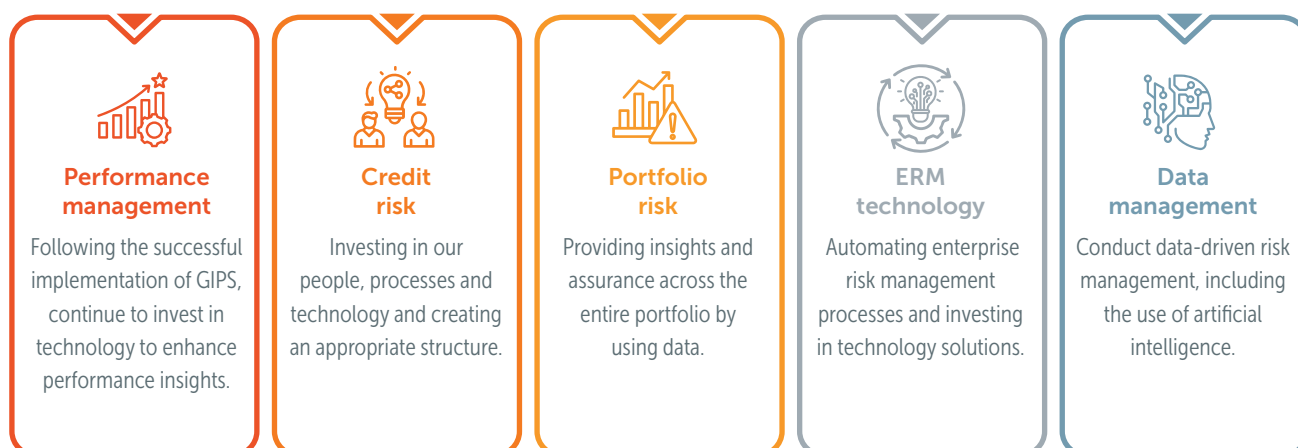 Performance
management
Following the successful
implementation of GIPS,
continue to invest in
technology to enhance
performance insights.
Credit
risk
Investing in our
people, processes and
technology and creating
an appropriate structure.
Portfolio
risk
Providing insights and
assurance across the
entire portfolio by
using data.
ERM
technology
Automating enterprise
risk management
processes and investing
in technology solutions.
Data
management
Conduct data-driven risk
management, including
the use of artificial
intelligence.